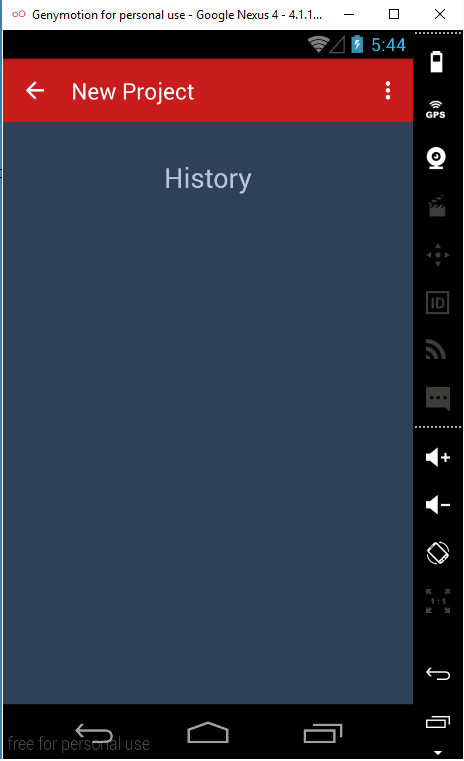 Genymotion for personal use - Google Nexus 4 - 4.1.1...
5:44
New Project
GPS
History
ID
1:1
free for personal use